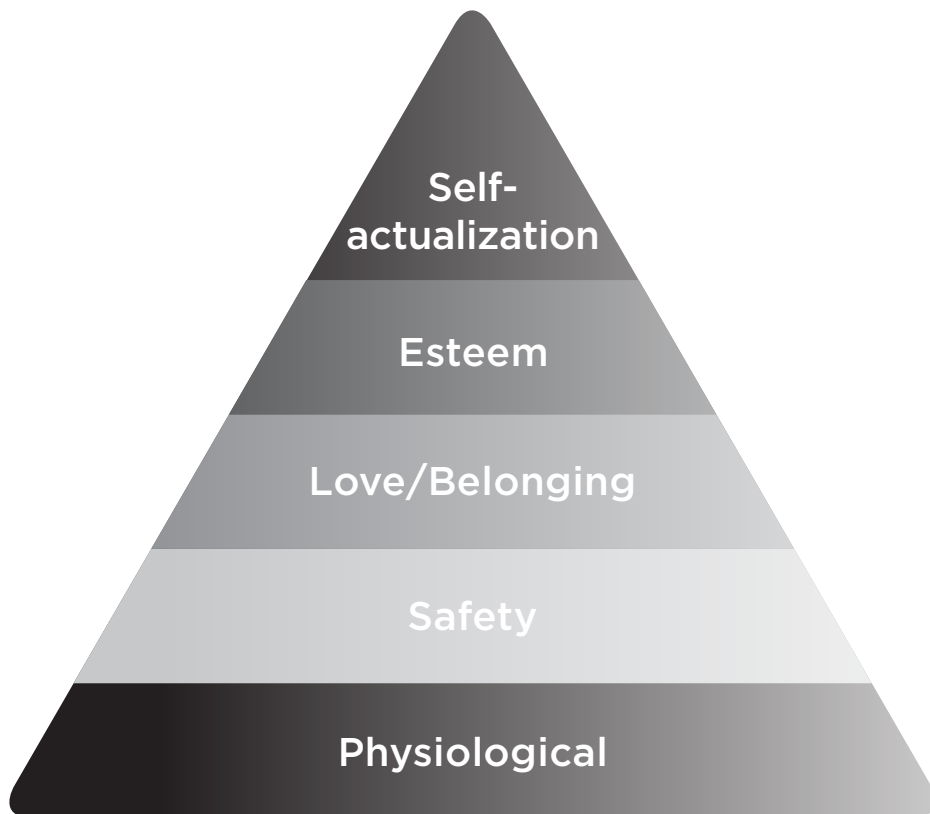 Self-
actualization
Esteem
Love/Belonging
Safety
Physiological